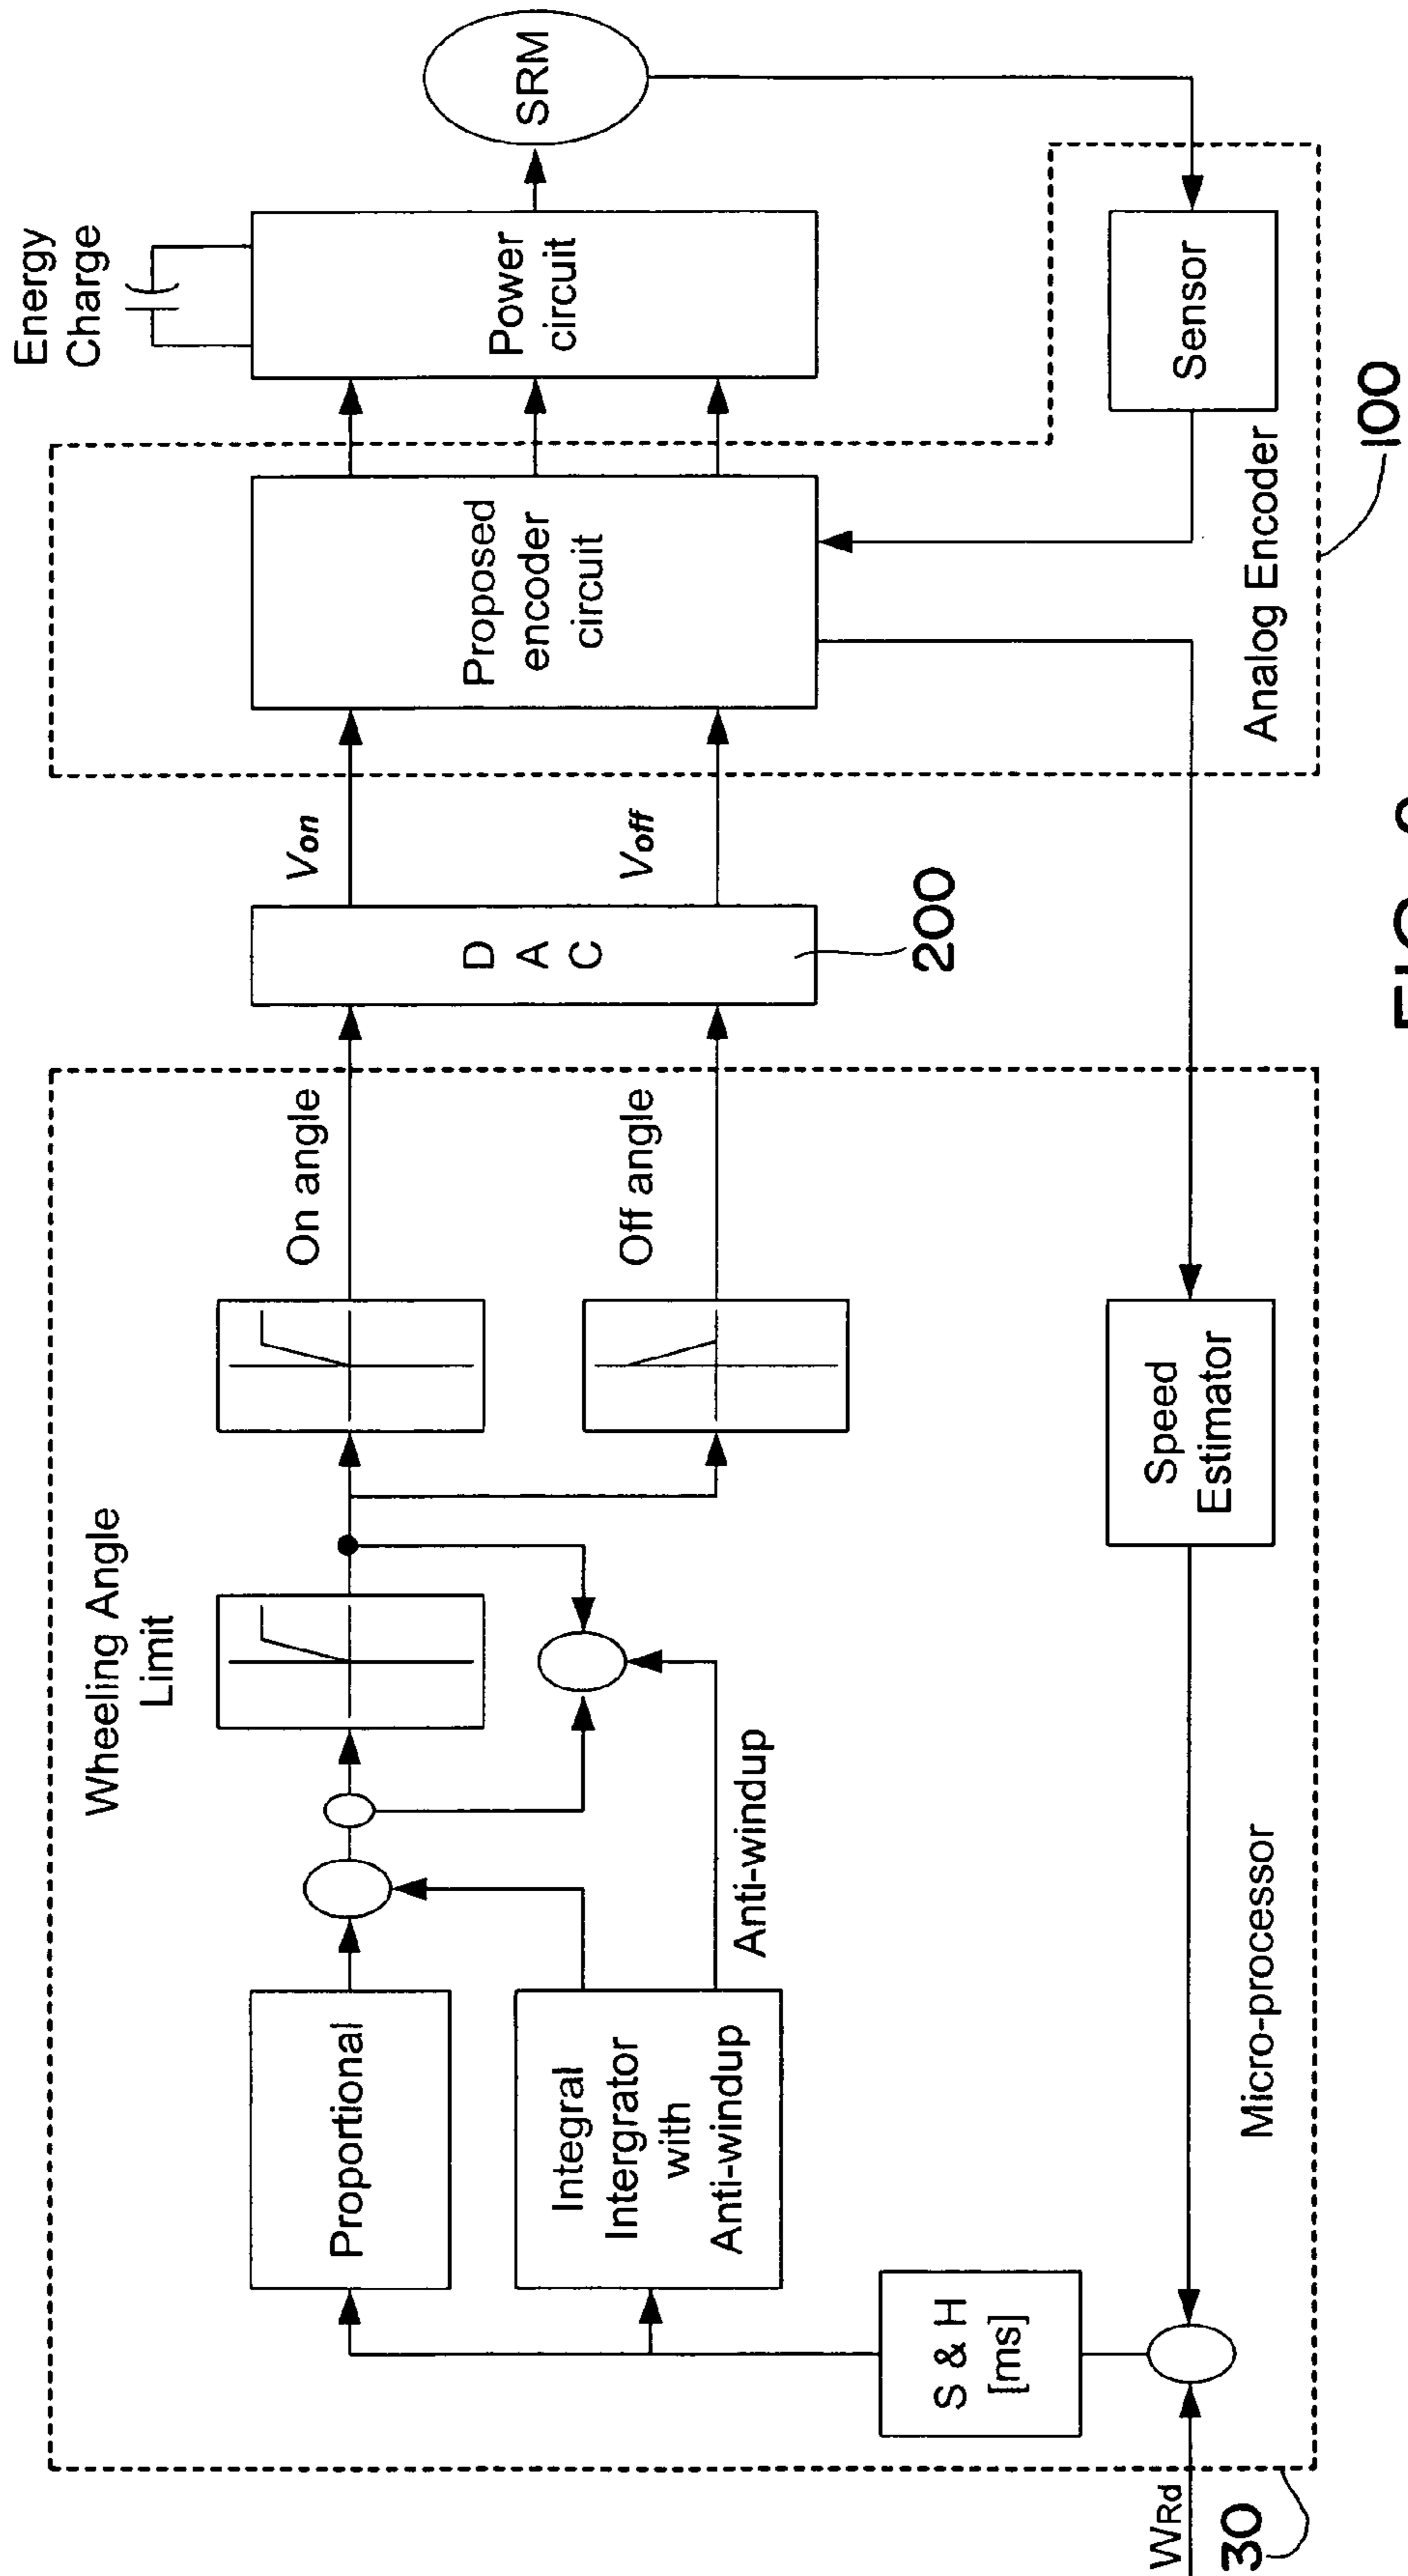 Energy
Charge
SRM
Power
circuit
Proposed
encoder
circuit
Sensor
Analog Encoder
100
Von
Voff
D A C
200
On angle
Off angle
Wheeling Angle
Limit
Speed
Estimator
Anti-windup
Proportional
Integral
Intergrator
with
Anti-windup
S & H
[ms]
Micro-processor
WRd
30